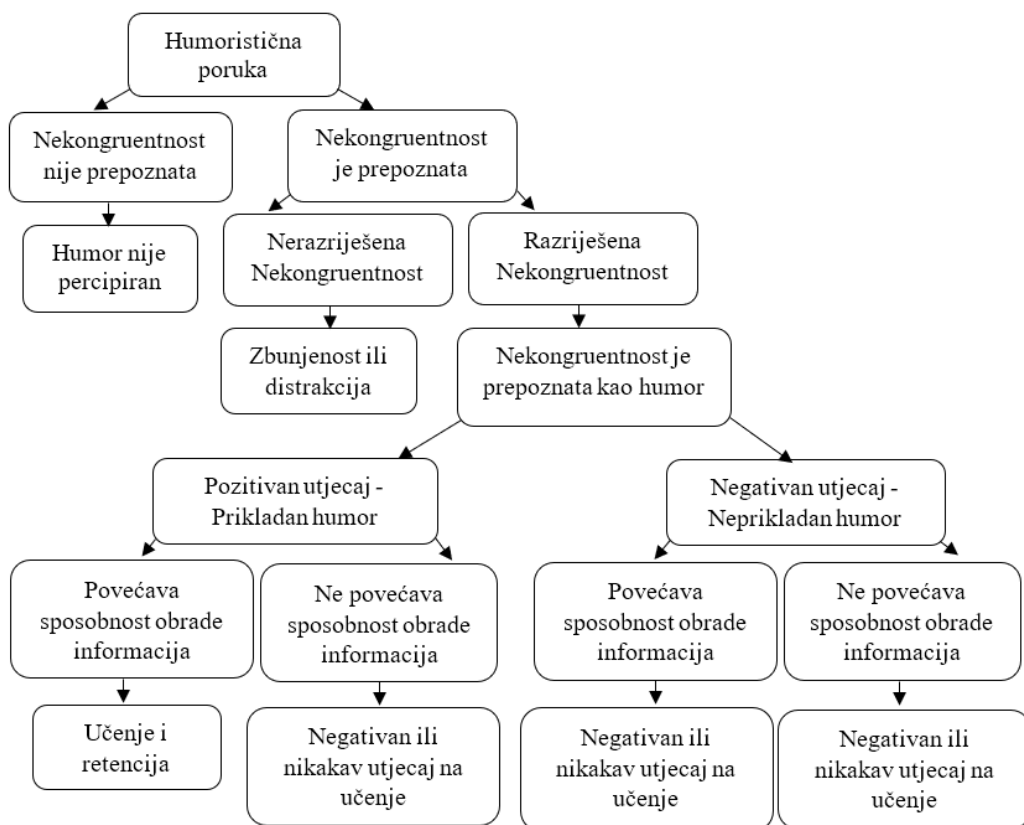 Humoristična
poruka
Nekongruentnost
nije prepoznata
Nekongruentnost
je prepoznata
Humor nije
percipiran
Nerazriješena
Nekongruentnost
Razriješena
Nekongruentnost
Zbunjenost ili
distrakcija
Nekongruentnost je
prepoznata kao humor
Pozitivan utjecaj -
Prikladan humor
Negativan utjecaj -
Neprikladan humor
Povećava
sposobnost obrade
informacija
Ne povećava
sposobnost obrade
informacija
Povećava
sposobnost obrade
informacija
Ne povećava
sposobnost obrade
informacija
Učenje i
retencija
Negativan ili
nikakav utjecaj na
učenje
Negativan ili
nikakav utjecaj na
učenje
Negativan ili
nikakav utjecaj na
učenje